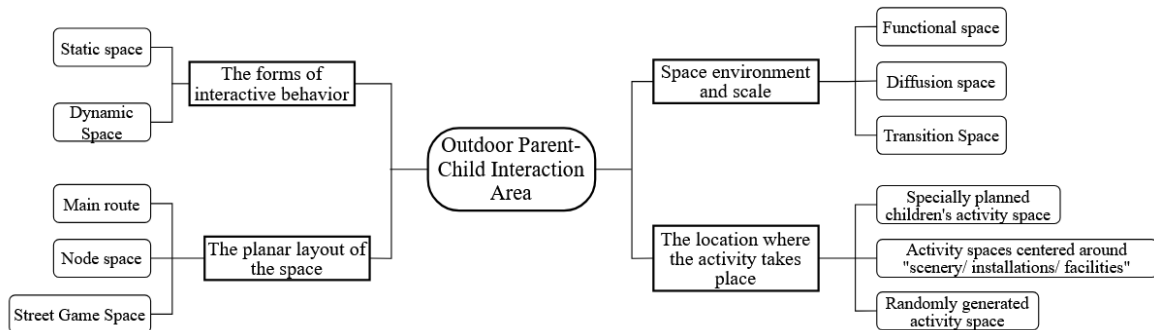 Static space
Dynamic
Space
The forms of
interactive behavior
Main route
Node space
Street Game Space
The planar layout of
the space
Outdoor Parent-
Child Interaction
Area
Space environment
and scale
Functional space
Diffusion space
Transition Space
The location where
the activity takes
place
Specially planned
children's activity space
Activity spaces centered around
"scenery/ installations/ facilities"
Randomly generated
activity space